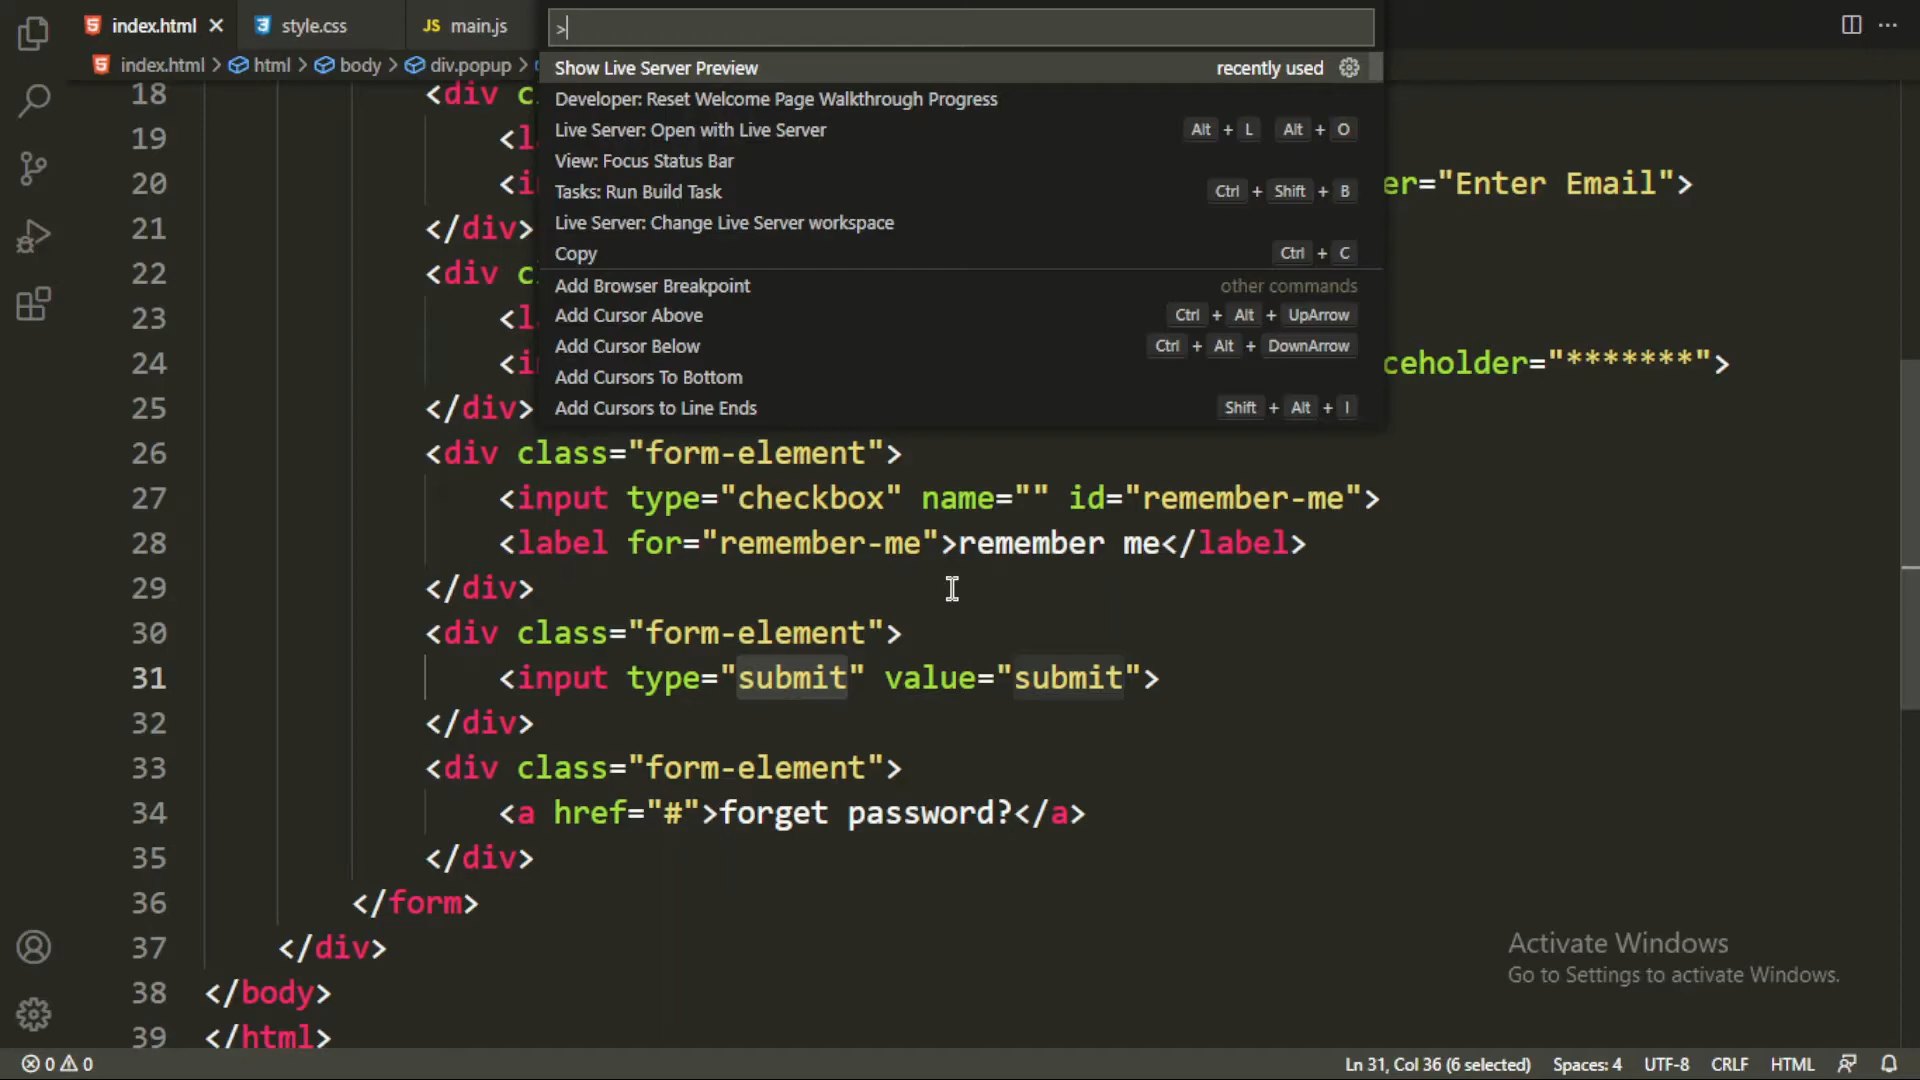 index.html
style.css
JS main.js
>
index.html > html > body > div.popup >
Show Live Server Preview recently used
Developer: Reset Welcome Page Walkthrough Progress
Live Server: Open with Live Server Alt + L Alt + O
View: Focus Status Bar
Tasks: Run Build Task Ctrl + Shift + B
Live Server: Change Live Server workspace
Copy Ctrl + C
Add Browser Breakpoint other commands
Add Cursor Above Ctrl + Alt + UpArrow
Add Cursor Below Ctrl + Alt + DownArrow
Add Cursors To Bottom
Add Cursors to Line Ends Shift + Alt + I
18 <div c
19 <l
20 <i er="Enter Email">
21 </div>
22 <div c
23 <l
24 <i ceholder="*******">
25 </div>
26 <div class="form-element">
27 <input type="checkbox" name="" id="remember-me">
28 <label for="remember-me">remember me</label>
29 </div>
30 <div class="form-element">
31 <input type="submit" value="submit">
32 </div>
33 <div class="form-element">
34 <a href="#">forget password?</a>
35 </div>
36 </form>
37 </div>
38 </body>
39 </html>
Activate Windows
Go to Settings to activate Windows.
0 0 Ln 31, Col 36 (6 selected) Spaces: 4 UTF-8 CRLF HTML